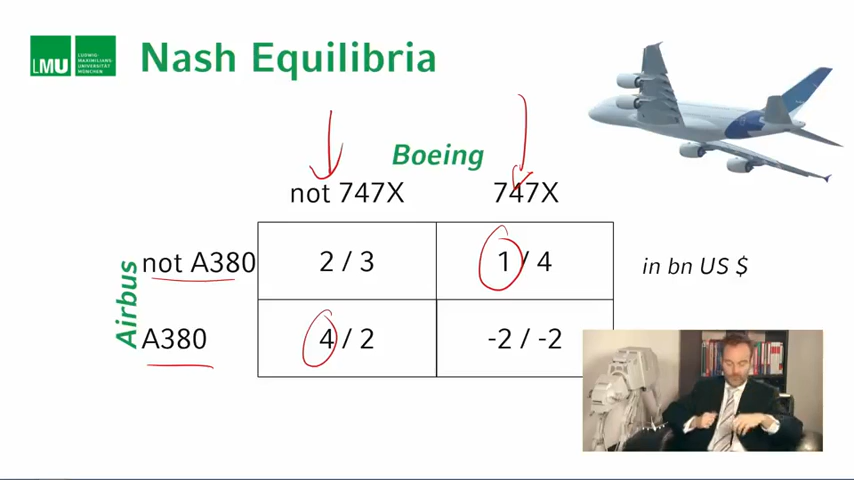 LMU
LUDWIG-
MAXIMILIANS-
UNIVERSITÄT
MÜNCHEN
Nash Equilibria
Boeing
not 747X
747X
Airbus
not A380
2 / 3
1 / 4
in bn US $
A380
4 / 2
-2 / -2